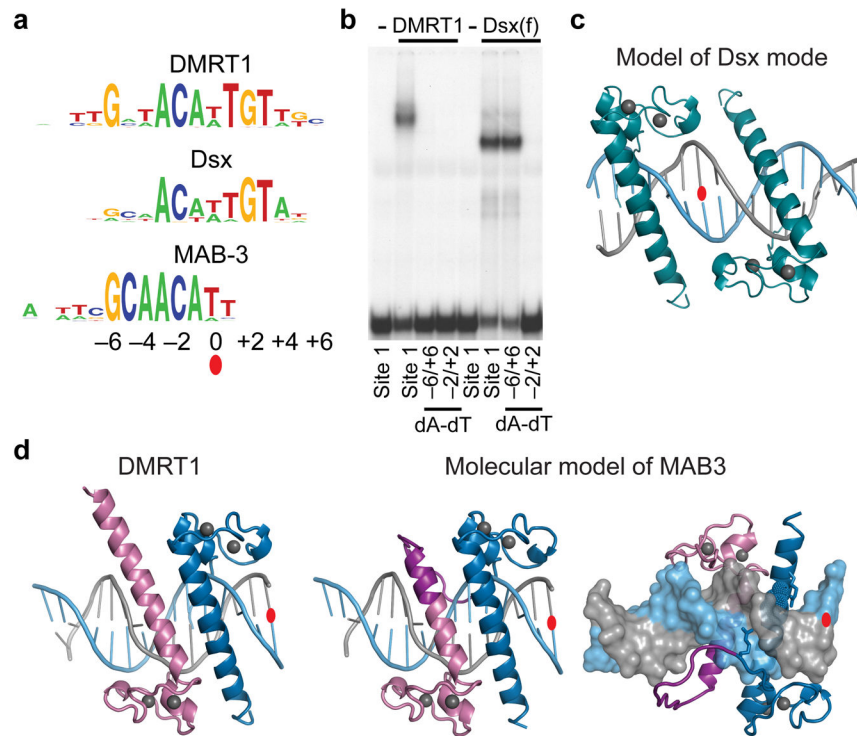 a
DMRT1
Dsx
MAB-3
A
GCAACATT
–6 –4 –2 0 +2 +4 +6
b
– DMRT1 – Dsx(f)
Site 1
Site 1
–6/+6
–2/+2
Site 1
Site 1
–6/+6
–2/+2
dA-dT dA-dT
c
Model of Dsx mode
d
DMRT1 Molecular model of MAB3